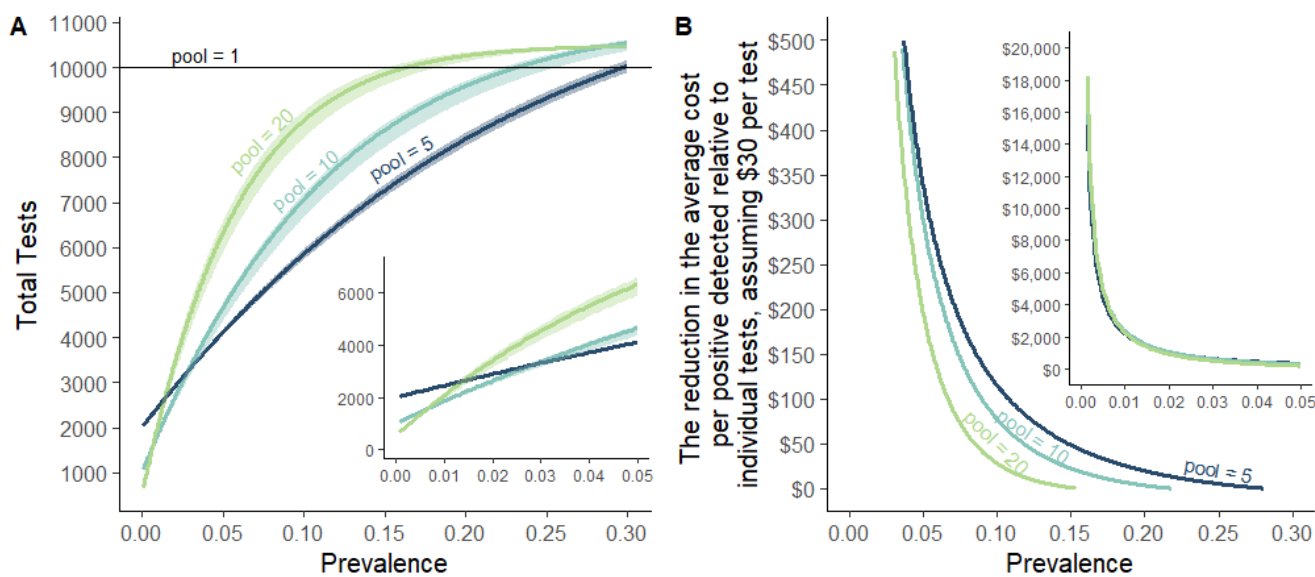 A
Total Tests
11000
10000
9000
8000
7000
6000
5000
4000
3000
2000
1000
pool = 1
pool = 20
pool = 10
pool = 5
6000
4000
2000
0
0.00 0.01 0.02 0.03 0.04 0.05
0.00 0.05 0.10 0.15 0.20 0.25 0.30
Prevalence
B
The reduction in the average cost
per positive detected relative to
individual tests, assuming $30 per test
$500
$450
$400
$350
$300
$250
$200
$150
$100
$50
$0
pool = 20
pool = 10
pool = 5
$20,000
$18,000
$16,000
$14,000
$12,000
$10,000
$8,000
$6,000
$4,000
$2,000
$0
0.00 0.01 0.02 0.03 0.04 0.05
0.00 0.05 0.10 0.15 0.20 0.25 0.30
Prevalence